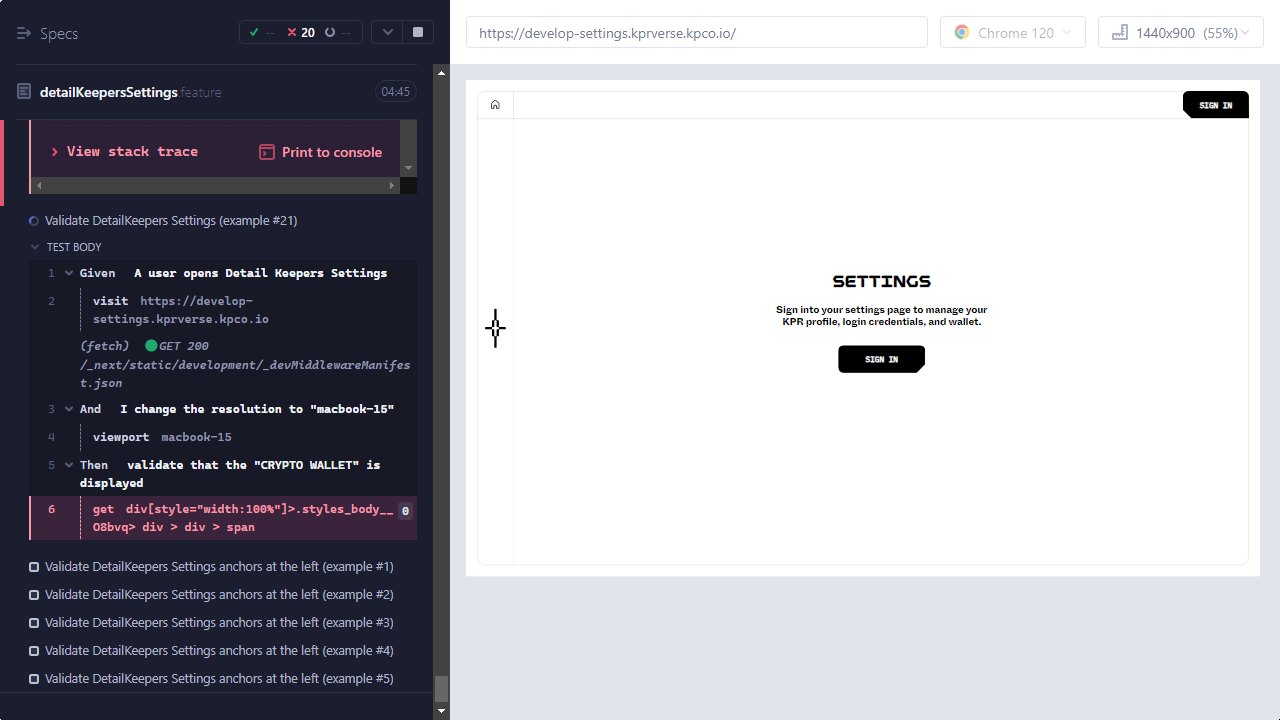 Specs
--
20
--
detailKeepersSettings feature
04:45
View stack trace
Print to console
Validate DetailKeepers Settings (example #21)
TEST BODY
1 Given A user opens Detail Keepers Settings
2 visit https://develop-
settings.kprverse.kpco.io
(fetch) GET 200
/_next/static/development/_devMiddlewareManifes
t.json
3 And I change the resolution to "macbook-15"
4 viewport macbook-15
5 Then validate that the "CRYPTO WALLET" is
displayed
6 get div[style="width:100%"]>.styles_body__
O8bvq> div > div > span
0
Validate DetailKeepers Settings anchors at the left (example #1)
Validate DetailKeepers Settings anchors at the left (example #2)
Validate DetailKeepers Settings anchors at the left (example #3)
Validate DetailKeepers Settings anchors at the left (example #4)
Validate DetailKeepers Settings anchors at the left (example #5)
https://develop-settings.kprverse.kpco.io/
Chrome 120
1440x900 (55%)
SIGN IN
SETTINGS
Sign into your settings page to manage your
KPR profile, login credentials, and wallet.
SIGN IN